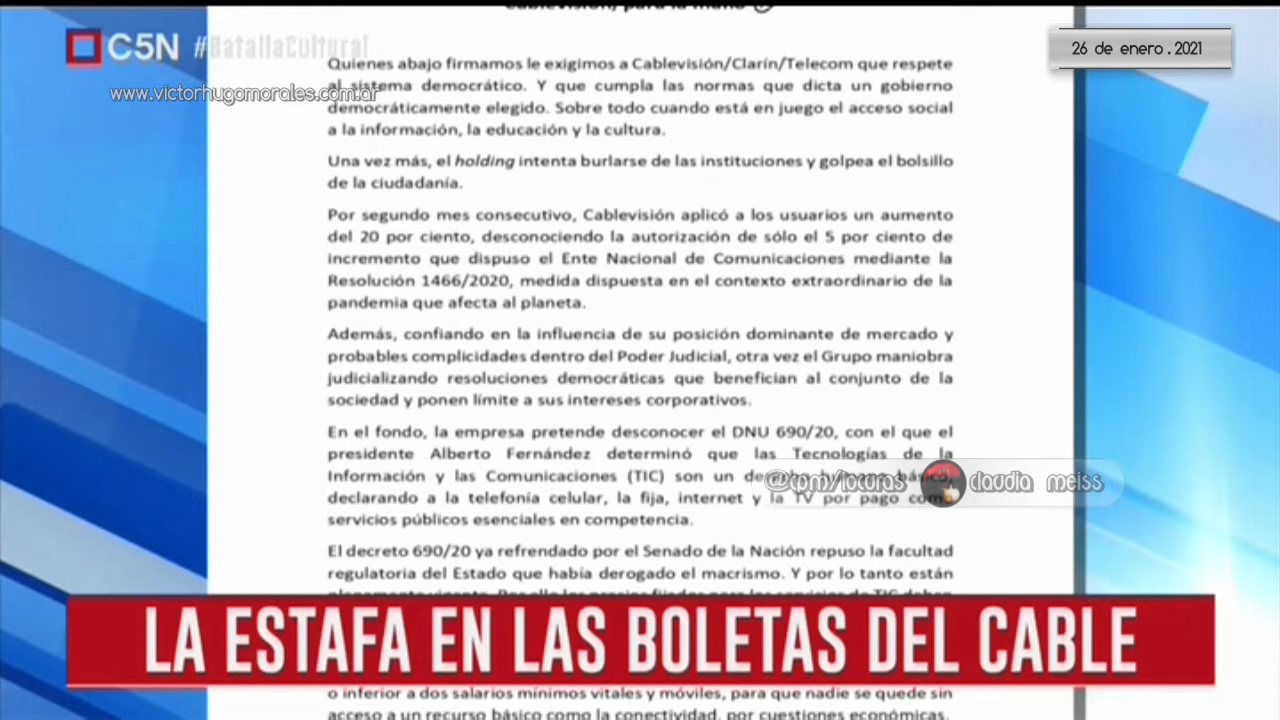 Cablevisión, para la mano
C5N #BatallaCultural
26 de enero . 2021
www.victorhugomorales.com.ar
Quienes abajo firmamos le exigimos a Cablevisión/Clarín/Telecom que respete
al sistema democrático. Y que cumpla las normas que dicta un gobierno
democráticamente elegido. Sobre todo cuando está en juego el acceso social
a la información, la educación y la cultura.
Una vez más, el holding intenta burlarse de las instituciones y golpea el bolsillo
de la ciudadanía.
Por segundo mes consecutivo, Cablevisión aplicó a los usuarios un aumento
del 20 por ciento, desconociendo la autorización de sólo el 5 por ciento de
incremento que dispuso el Ente Nacional de Comunicaciones mediante la
Resolución 1466/2020, medida dispuesta en el contexto extraordinario de la
pandemia que afecta al planeta.
Además, confiando en la influencia de su posición dominante de mercado y
probables complicidades dentro del Poder Judicial, otra vez el Grupo maniobra
judicializando resoluciones democráticas que benefician al conjunto de la
sociedad y ponen límite a sus intereses corporativos.
En el fondo, la empresa pretende desconocer el DNU 690/20, con el que el
presidente Alberto Fernández determinó que las Tecnologías de la
Información y las Comunicaciones (TIC) son un derecho humano básico,
declarando a la telefonía celular, la fija, internet y la TV por pago como
servicios públicos esenciales en competencia.
@cpm/locuras claudia meiss
El decreto 690/20 ya refrendado por el Senado de la Nación repuso la facultad
regulatoria del Estado que había derogado el macrismo. Y por lo tanto están
LA ESTAFA EN LAS BOLETAS DEL CABLE
o inferior a dos salarios mínimos vitales y móviles, para que nadie se quede sin
acceso a un recurso básico como la conectividad, por cuestiones económicas.